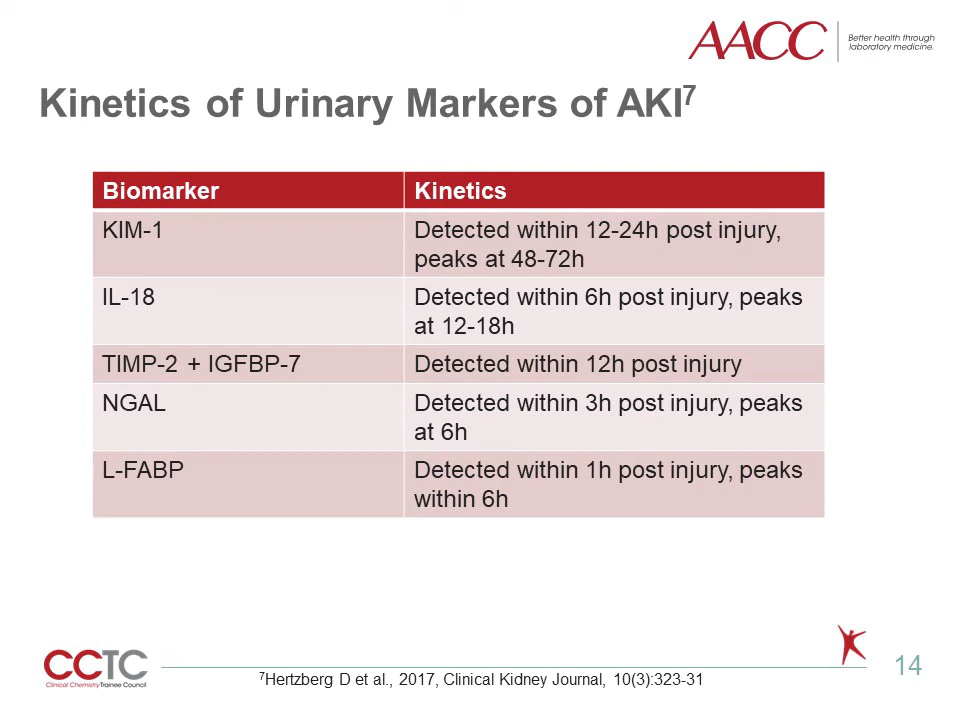 AACC
Better health through
laboratory medicine.
Kinetics of Urinary Markers of AKI7
Biomarker Kinetics
KIM-1 Detected within 12-24h post injury,
peaks at 48-72h
IL-18 Detected within 6h post injury, peaks
at 12-18h
TIMP-2 + IGFBP-7 Detected within 12h post injury
NGAL Detected within 3h post injury, peaks
at 6h
L-FABP Detected within 1h post injury, peaks
within 6h
CCTC
Clinical Chemistry Trainee Council
7Hertzberg D et al., 2017, Clinical Kidney Journal, 10(3):323-31
14